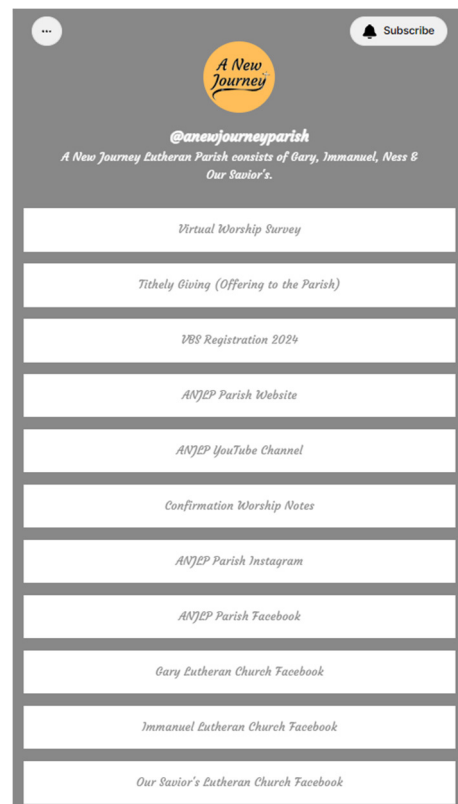 ...
Subscribe
A New
Journey
@anewjourneyparish
A New Journey Lutheran Parish consists of Gary, Immanuel, Ness &
Our Savior's.
Virtual Worship Survey
Tithely Giving (Offering to the Parish)
VBS Registration 2024
ANJLP Parish Website
ANJLP YouTube Channel
Confirmation Worship Notes
ANJLP Parish Instagram
ANJLP Parish Facebook
Gary Lutheran Church Facebook
Immanuel Lutheran Church Facebook
Our Savior's Lutheran Church Facebook